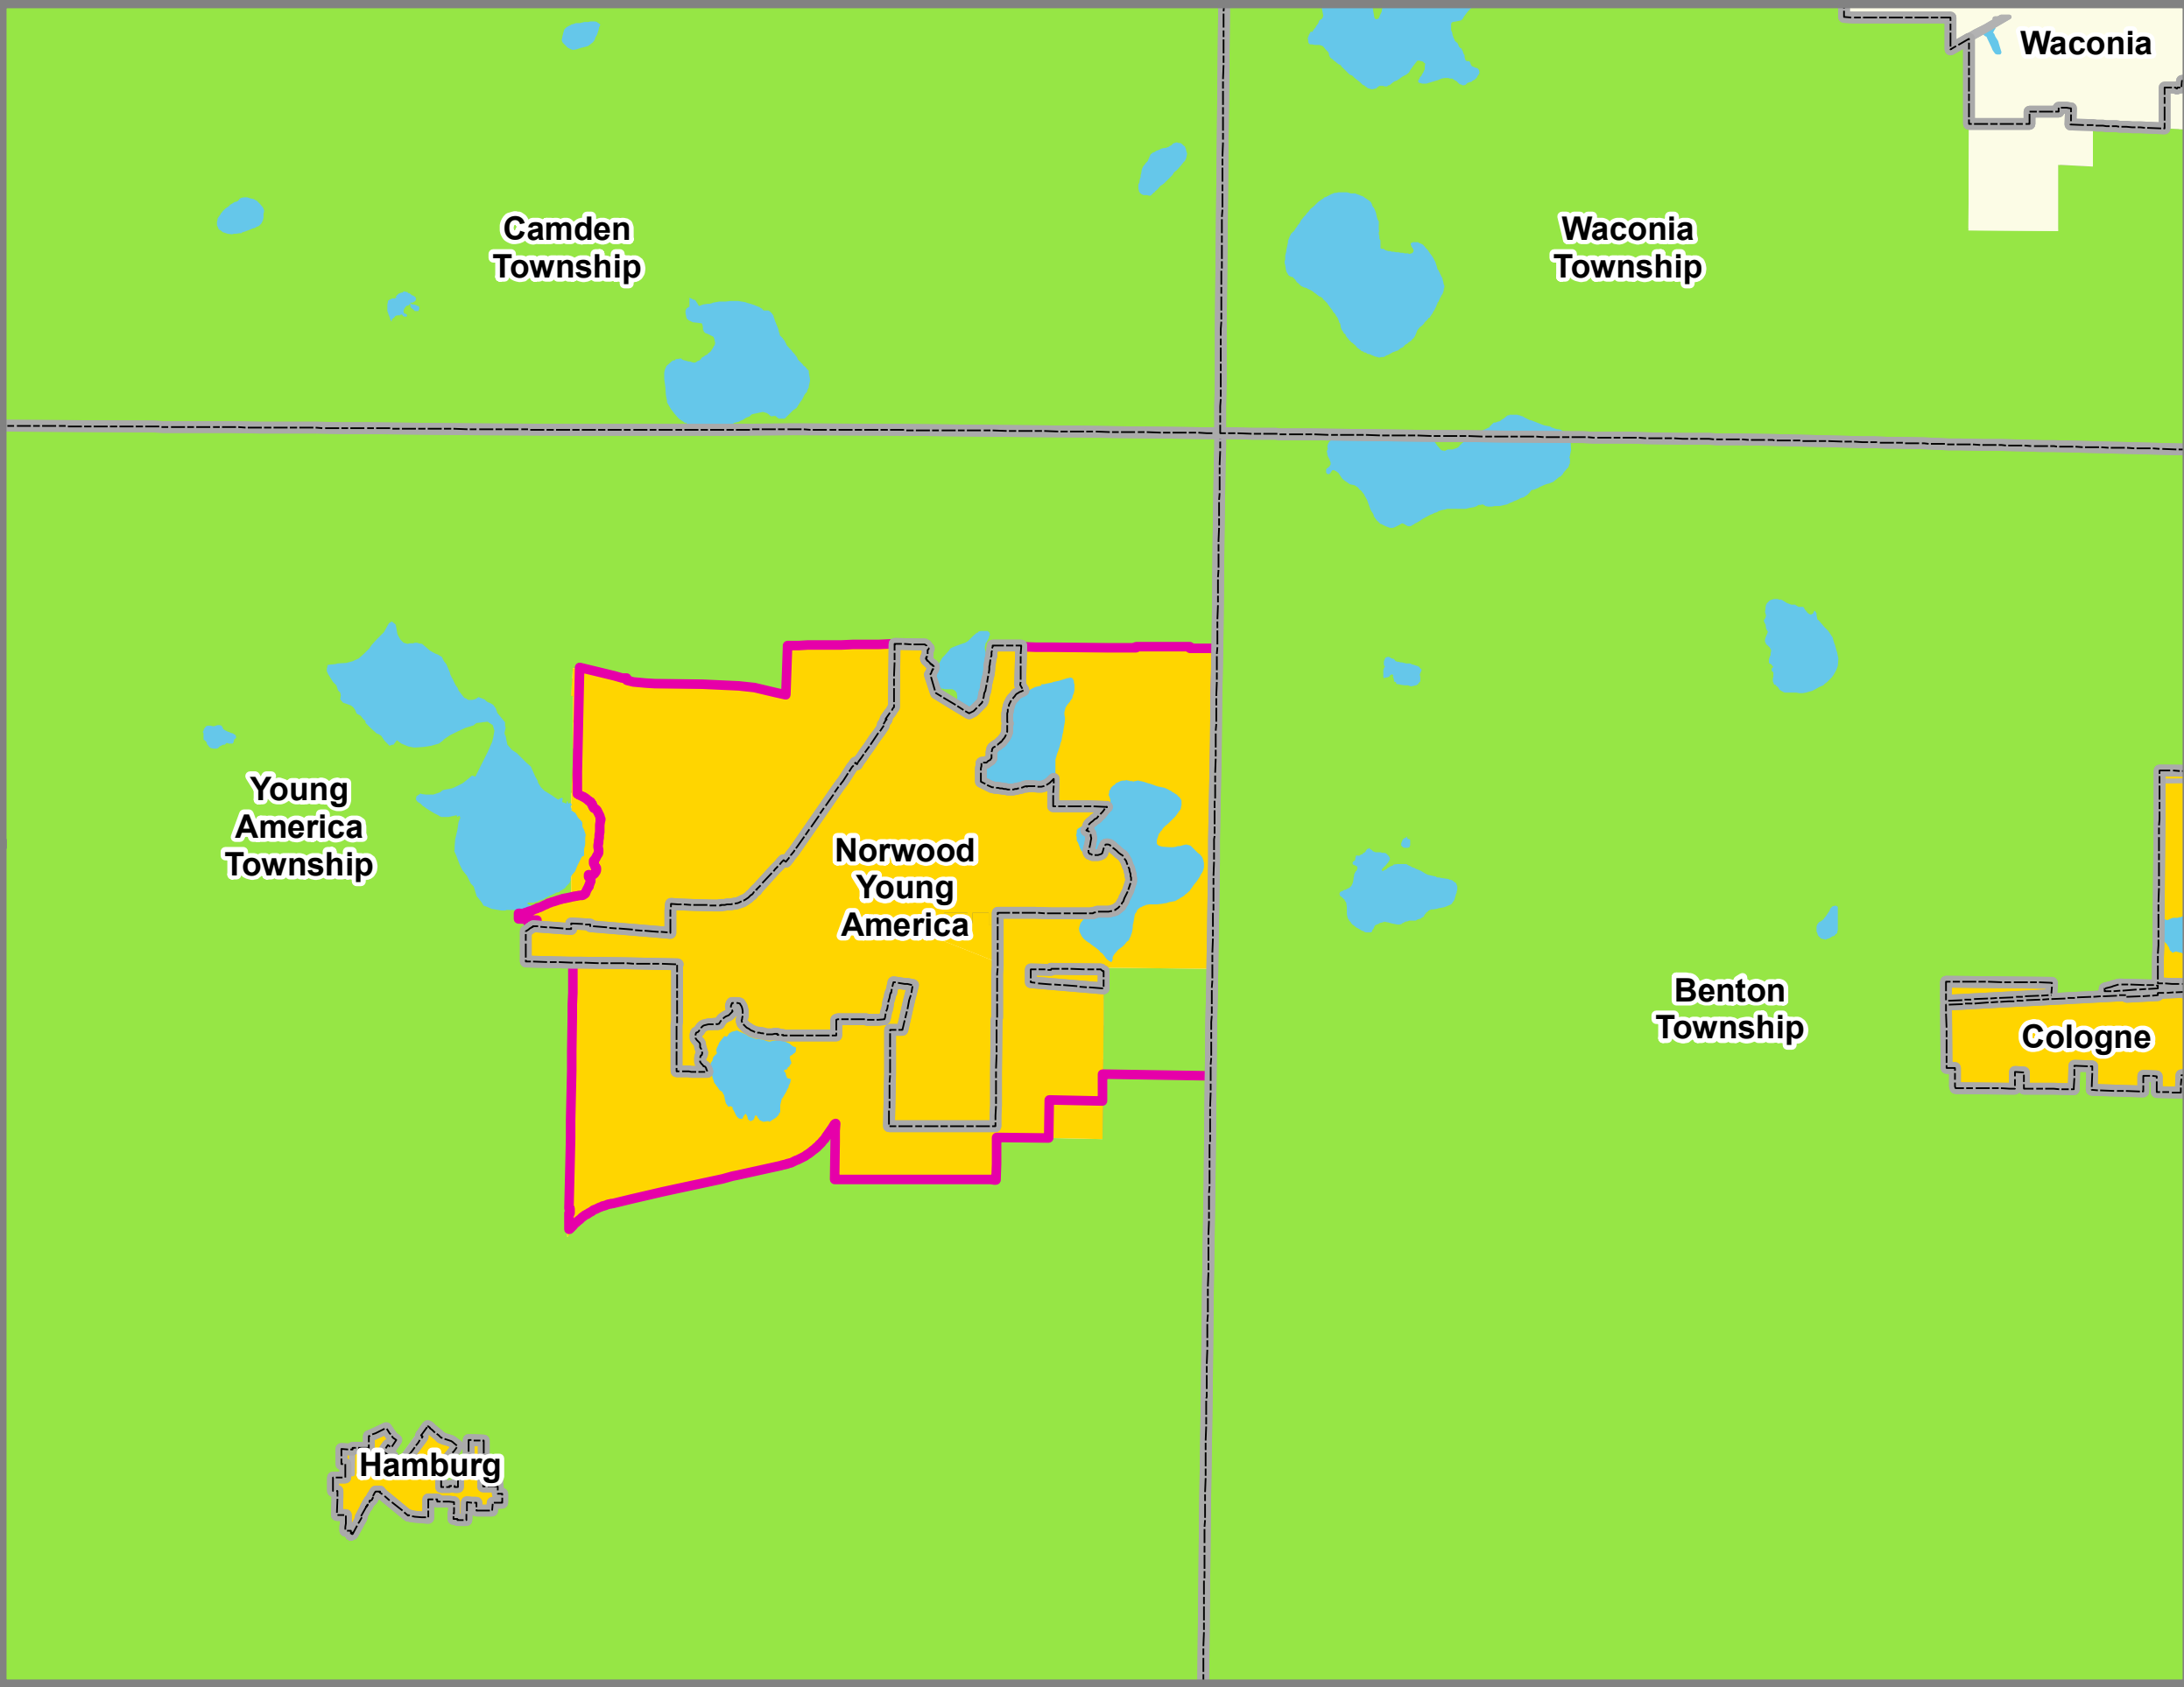 Waconia
Camden
Township
Waconia
Township
Young
America
Township
Norwood
Young
America
Benton
Township
Cologne
Hamburg